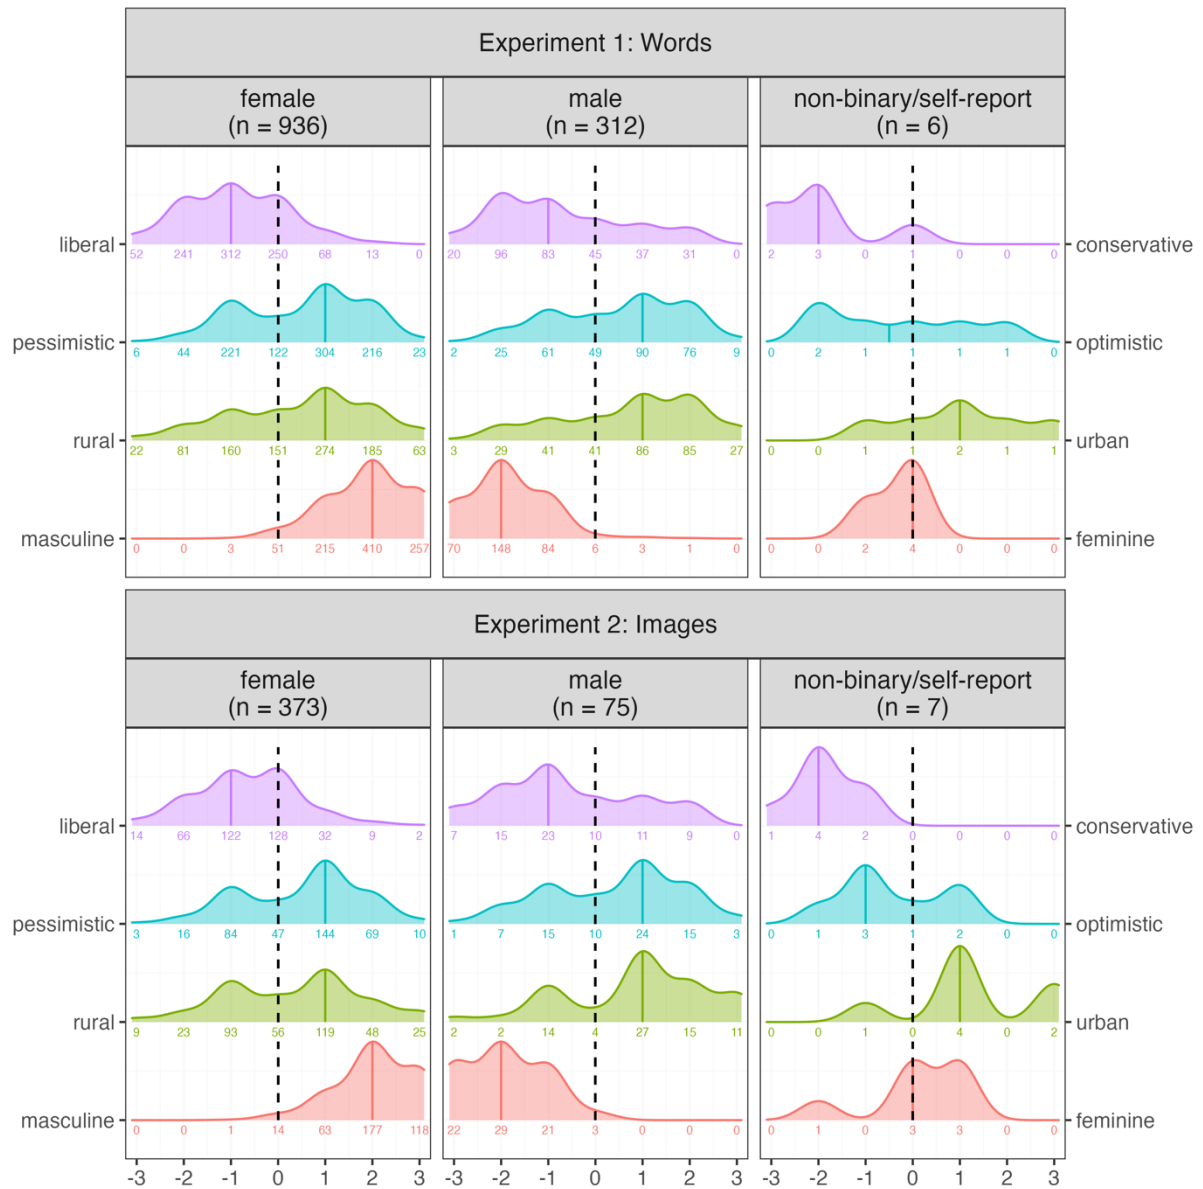 Experiment 1: Words
female male non-binary/self-report
(n = 936) (n = 312) (n = 6)
liberal conservative
52 241 312 250 68 13 0 20 96 83 45 37 31 0 2 3 0 1 0 0 0
pessimistic optimistic
6 44 221 122 304 216 23 2 25 61 49 90 76 9 0 2 1 1 1 1 0
rural urban
22 81 160 151 274 185 63 3 29 41 41 86 85 27 0 0 1 1 2 1 1
masculine feminine
0 0 3 51 215 410 257 70 148 84 6 3 1 0 0 0 2 4 0 0 0
Experiment 2: Images
female male non-binary/self-report
(n = 373) (n = 75) (n = 7)
liberal conservative
14 66 122 128 32 9 2 7 15 23 10 11 9 0 1 4 2 0 0 0 0
pessimistic optimistic
3 16 84 47 144 69 10 1 7 15 10 24 15 3 0 1 3 1 2 0 0
rural urban
9 23 93 56 119 48 25 2 2 14 4 27 15 11 0 0 1 0 4 0 2
masculine feminine
0 0 1 14 63 177 118 22 29 21 3 0 0 0 0 1 0 3 3 0 0
-3 -2 -1 0 1 2 3 -3 -2 -1 0 1 2 3 -3 -2 -1 0 1 2 3